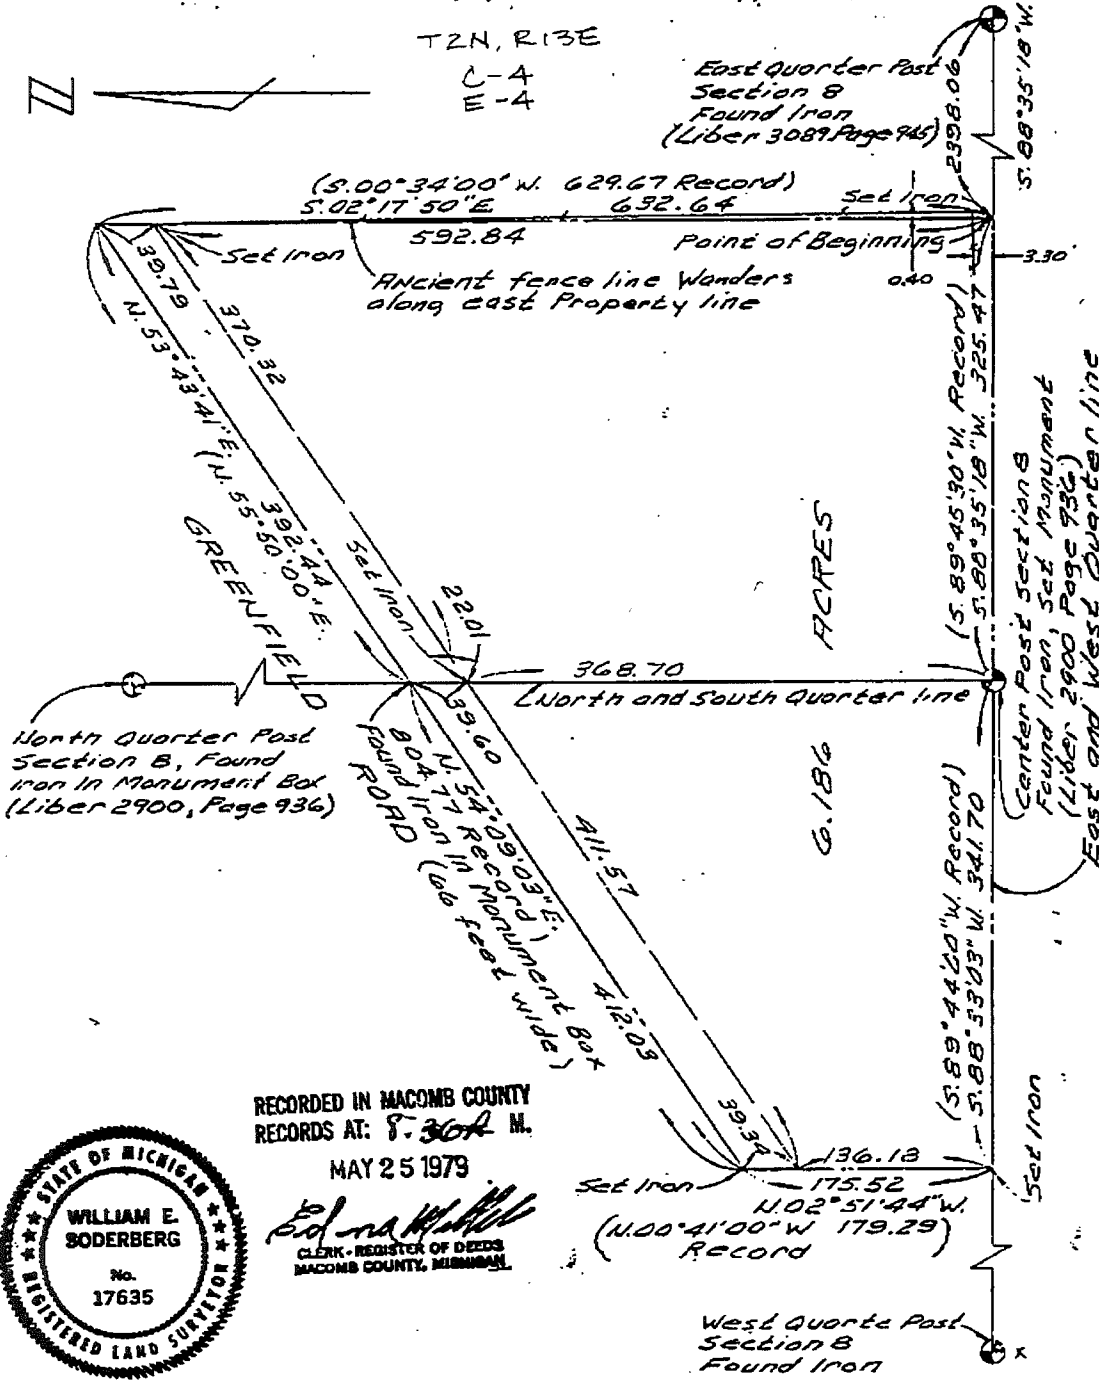 T2N, R13E
C-4
E-4
N
East Quarter Post
Section 8
Found Iron
(Liber 3089 Page 945)
2398.06
S.88°35'18"W.
(S.00°34'00"W. 629.67 Record)
S.02°17'50"E. 632.64
Set Iron
592.84
Point of Beginning
3.30'
0.40
Set Iron
Ancient fence line Wanders
along east Property line
39.79
370.32
N.53°43'41"E. 392.44
(N.55°50'00"E.
804.77 Record)
GREENFIELD
ROAD (66 feet wide)
Set Iron
22.01
368.70
North and South Quarter line
North Quarter Post
Section 8, Found
Iron In Monument Box
(Liber 2900, Page 936)
39.60
N.54°09'03"E.
412.03
Found Iron In Monument Box
411.57
6.186 ACRES
(S.89°45'30"W. Record)
S.88°35'18"W. 325.47
Center Post Section 8
Found Iron, Set Monument
(Liber 2900, Page 936)
East and West Quarter line
(S.89°44'20"W. Record)
S.88°33'03"W. 341.70
Set Iron
39.34
136.18
175.52
Set Iron
N.02°51'44"W.
(N.00°41'00"W 179.29)
Record
West Quarte Post
Section 8
Found Iron
x
RECORDED IN MACOMB COUNTY
RECORDS AT: 8:30A M.
MAY 25 1979
CLERK - REGISTER OF DEEDS
MACOMB COUNTY, MICHIGAN
STATE OF MICHIGAN
WILLIAM E.
SODERBERG
No.
17635
REGISTERED LAND SURVEYOR